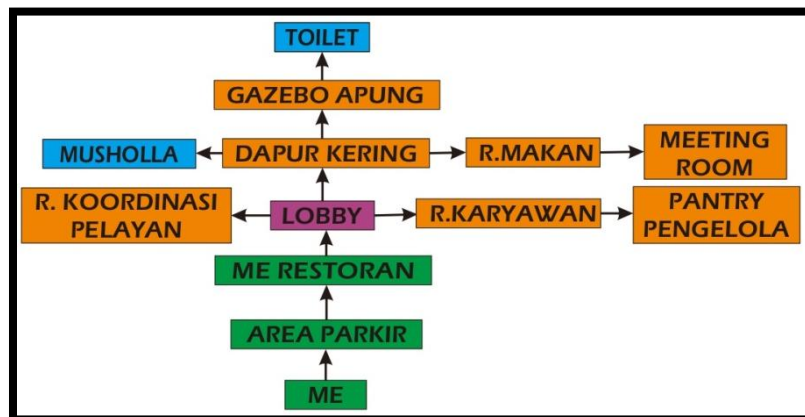 TOILET
GAZEBO APUNG
MUSHOLLA
DAPUR KERING
R.MAKAN
MEETING
ROOM
R. KOORDINASI
PELAYAN
LOBBY
R.KARYAWAN
PANTRY
PENGELOLA
ME RESTORAN
AREA PARKIR
ME